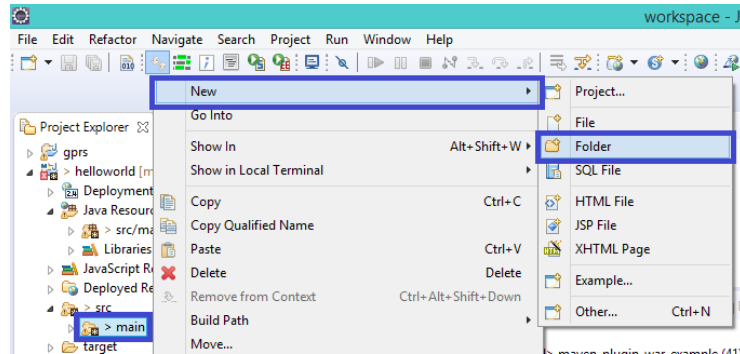 workspace - J
File Edit Refactor Navigate Search Project Run Window Help
New
Project...
Go Into
File
Project Explorer
gprs
Show In Alt+Shift+W
Folder
> helloworld [m
Show in Local Terminal
SQL File
Deployment
Copy Ctrl+C
HTML File
Java Resour
Copy Qualified Name
JSP File
> src/ma
Libraries
Paste Ctrl+V
XHTML Page
JavaScript R
Delete Delete
Example...
Deployed Re
Remove from Context Ctrl+Alt+Shift+Down
> src
Build Path
Other... Ctrl+N
> main
target
Move...
maven-plugin-war-example (41)